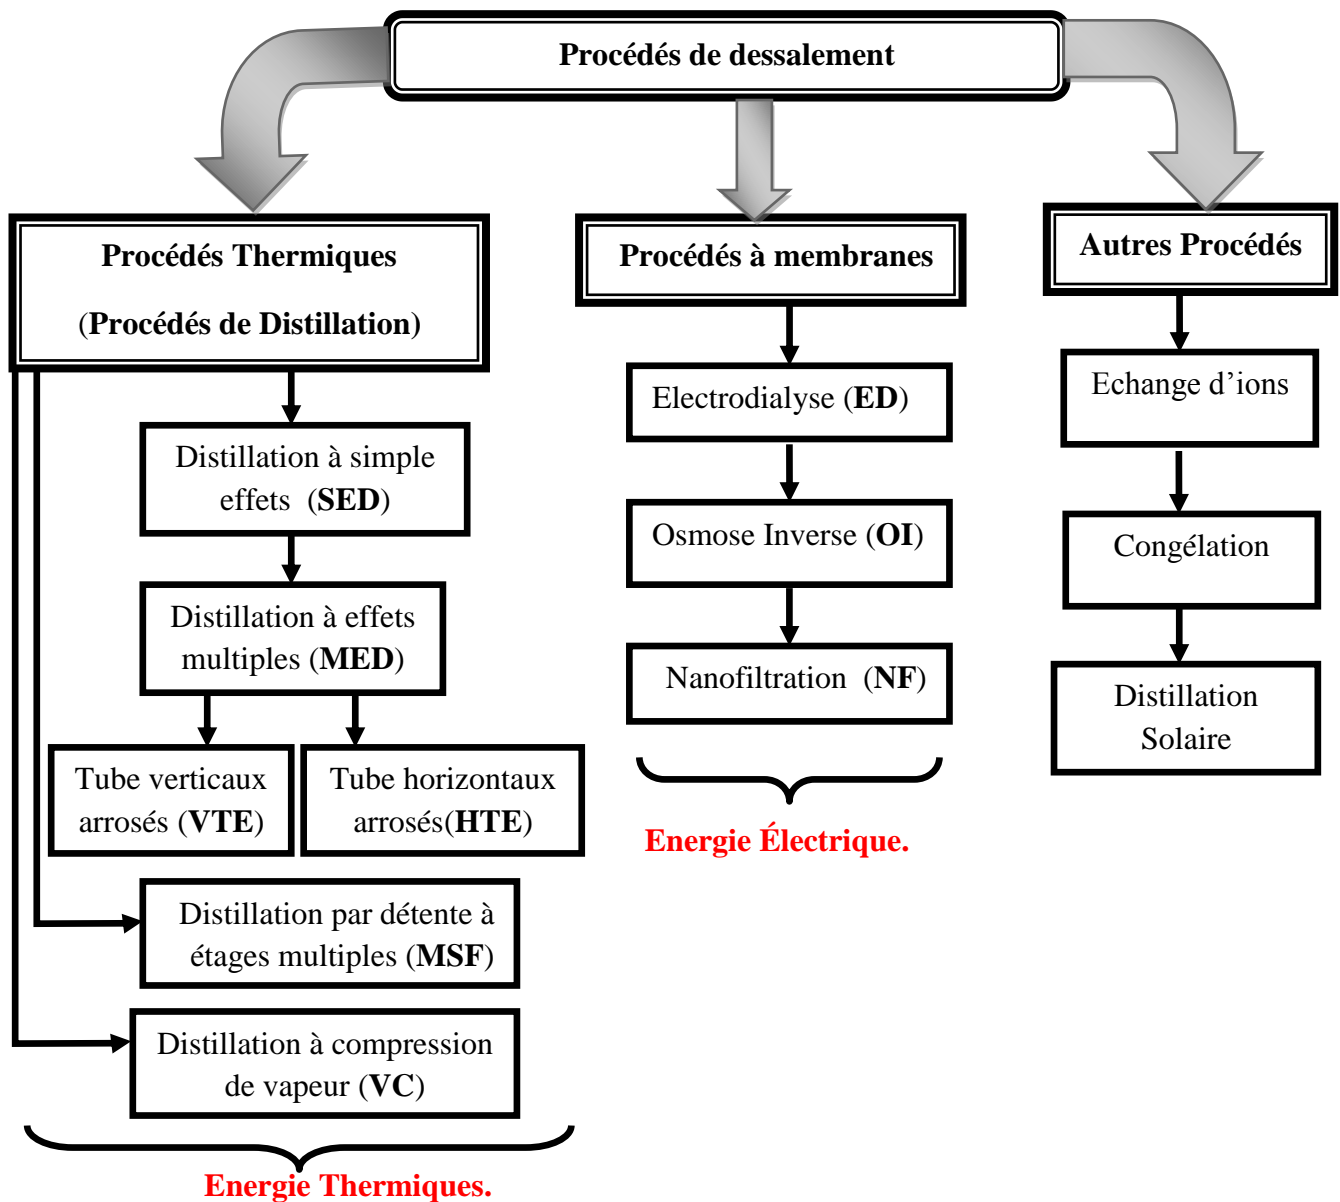 Procédés de dessalement
Procédés Thermiques
(Procédés de Distillation)
Distillation à simple
effets (SED)
Distillation à effets
multiples (MED)
Tube verticaux
arrosés (VTE)
Tube horizontaux
arrosés(HTE)
Distillation par détente à
étages multiples (MSF)
Distillation à compression
de vapeur (VC)
Energie Thermiques.
Procédés à membranes
Electrodialyse (ED)
Osmose Inverse (OI)
Nanofiltration (NF)
Energie Électrique.
Autres Procédés
Echange d’ions
Congélation
Distillation
Solaire